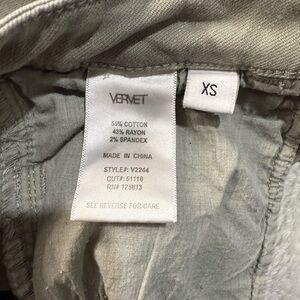 VERVET
XS
55% COTTON
43% RAYON
2% SPANDEX
MADE IN CHINA
STYLE#: V2244
CUT#: 51116
RN# 125813
SEE REVERSE FOR CARE